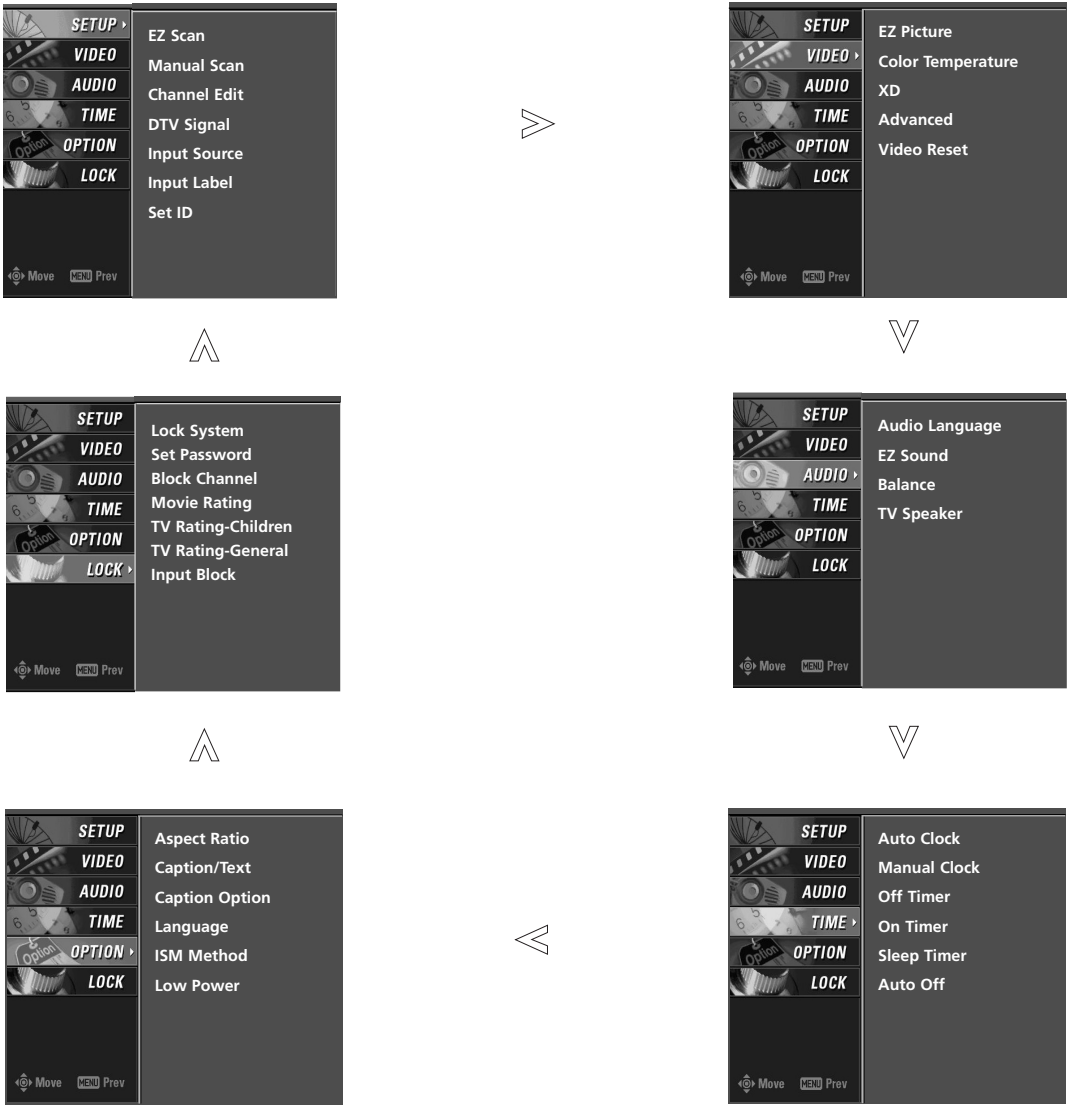 SETUP
VIDEO
AUDIO
TIME
Option OPTION
LOCK
Move MENU Prev
EZ Scan
Manual Scan
Channel Edit
DTV Signal
Input Source
Input Label
Set ID
SETUP
VIDEO
AUDIO
TIME
Option OPTION
LOCK
Move MENU Prev
EZ Picture
Color Temperature
XD
Advanced
Video Reset
SETUP
VIDEO
AUDIO
TIME
Option OPTION
LOCK
Move MENU Prev
Lock System
Set Password
Block Channel
Movie Rating
TV Rating-Children
TV Rating-General
Input Block
SETUP
VIDEO
AUDIO
TIME
Option OPTION
LOCK
Move MENU Prev
Audio Language
EZ Sound
Balance
TV Speaker
SETUP
VIDEO
AUDIO
TIME
Option OPTION
LOCK
Move MENU Prev
Aspect Ratio
Caption/Text
Caption Option
Language
ISM Method
Low Power
SETUP
VIDEO
AUDIO
TIME
Option OPTION
LOCK
Move MENU Prev
Auto Clock
Manual Clock
Off Timer
On Timer
Sleep Timer
Auto Off